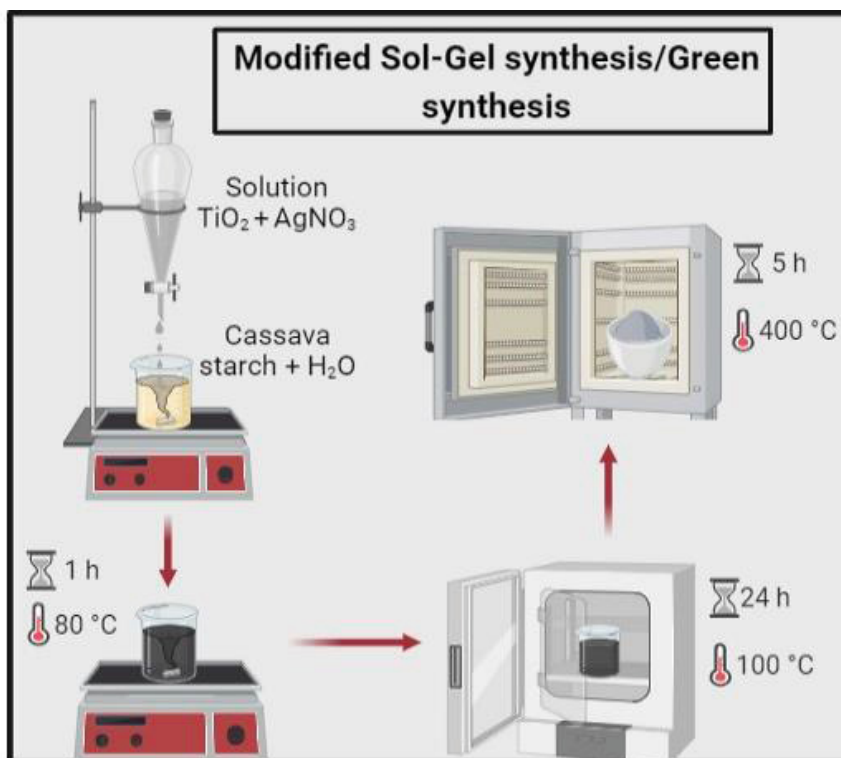 Modified Sol-Gel synthesis/Green
synthesis
Solution
TiO₂ + AgNO₃
Cassava
starch + H₂O
1 h
80 °C
24 h
100 °C
5 h
400 °C